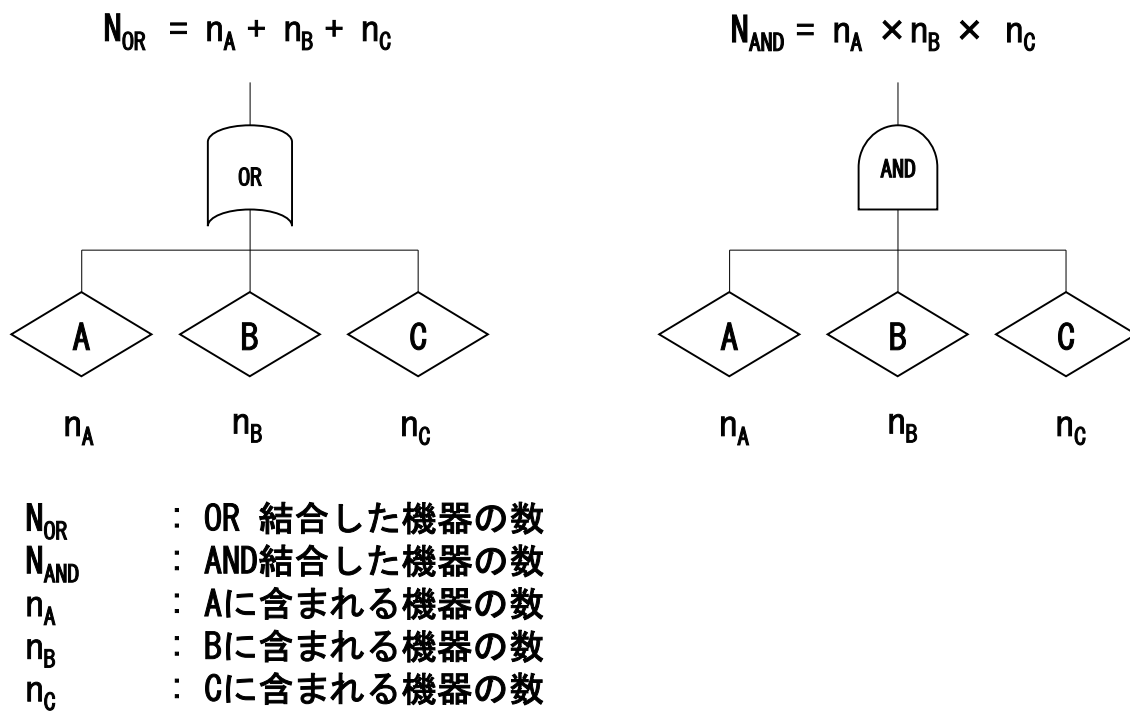 N_OR = n_A + n_B + n_C
N_AND = n_A × n_B × n_C
OR
AND
A B C
A B C
n_A n_B n_C
n_A n_B n_C
N_OR : OR 結合した機器の数
N_AND : AND結合した機器の数
n_A : Aに含まれる機器の数
n_B : Bに含まれる機器の数
n_C : Cに含まれる機器の数